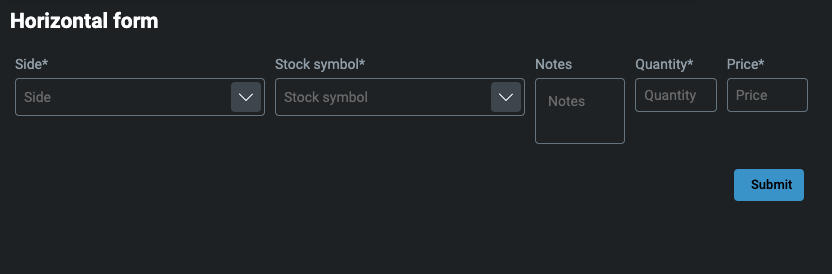 Horizontal form
Side* Stock symbol* Notes Quantity* Price*
Side Stock symbol Notes Quantity Price
Submit